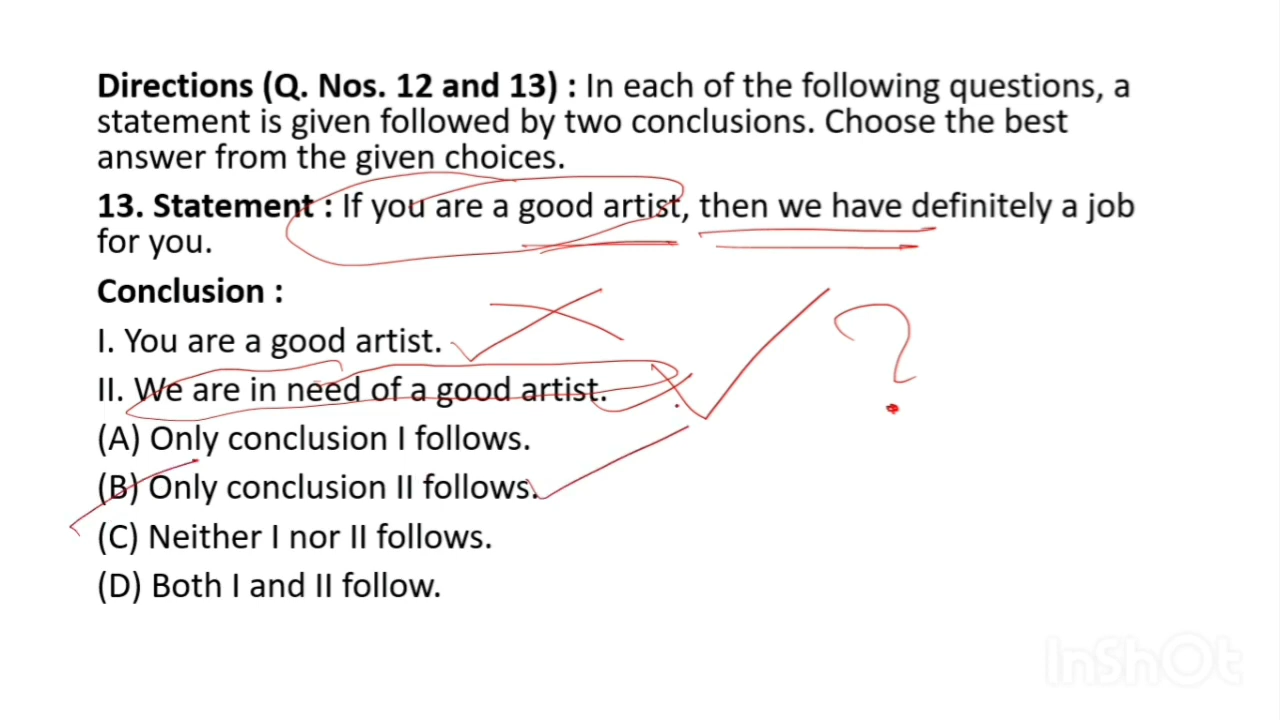 Directions (Q. Nos. 12 and 13) : In each of the following questions, a
statement is given followed by two conclusions. Choose the best
answer from the given choices.
13. Statement : If you are a good artist, then we have definitely a job
for you.
Conclusion :
I. You are a good artist.
II. We are in need of a good artist.
(A) Only conclusion I follows.
(B) Only conclusion II follows.
(C) Neither I nor II follows.
(D) Both I and II follow.
?
InShOt